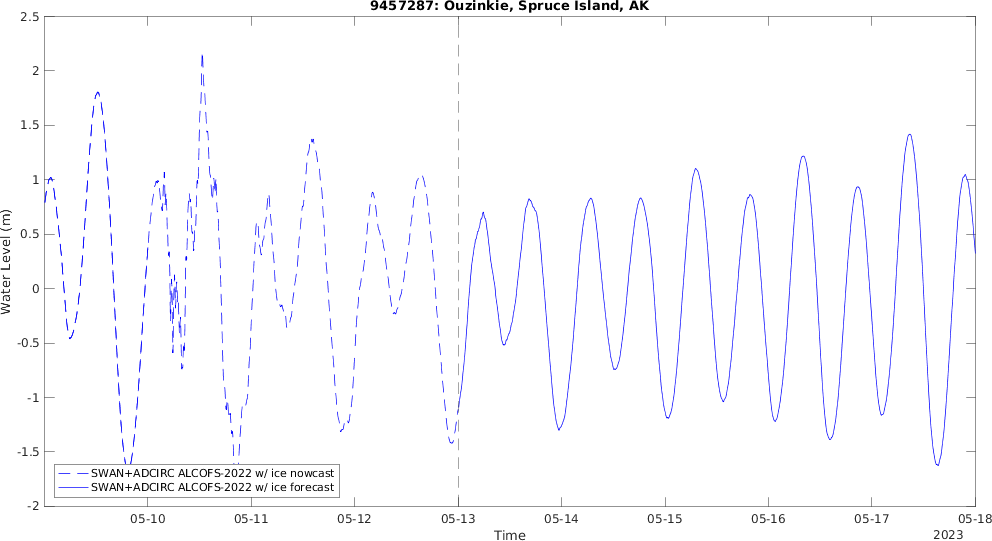 9457287: Ouzinkie, Spruce Island, AK
2.5
2
1.5
1
0.5
0
-0.5
-1
-1.5
-2
Water Level (m)
SWAN+ADCIRC ALCOFS-2022 w/ ice nowcast
SWAN+ADCIRC ALCOFS-2022 w/ ice forecast
05-10 05-11 05-12 05-13 05-14 05-15 05-16 05-17 05-18
Time
2023